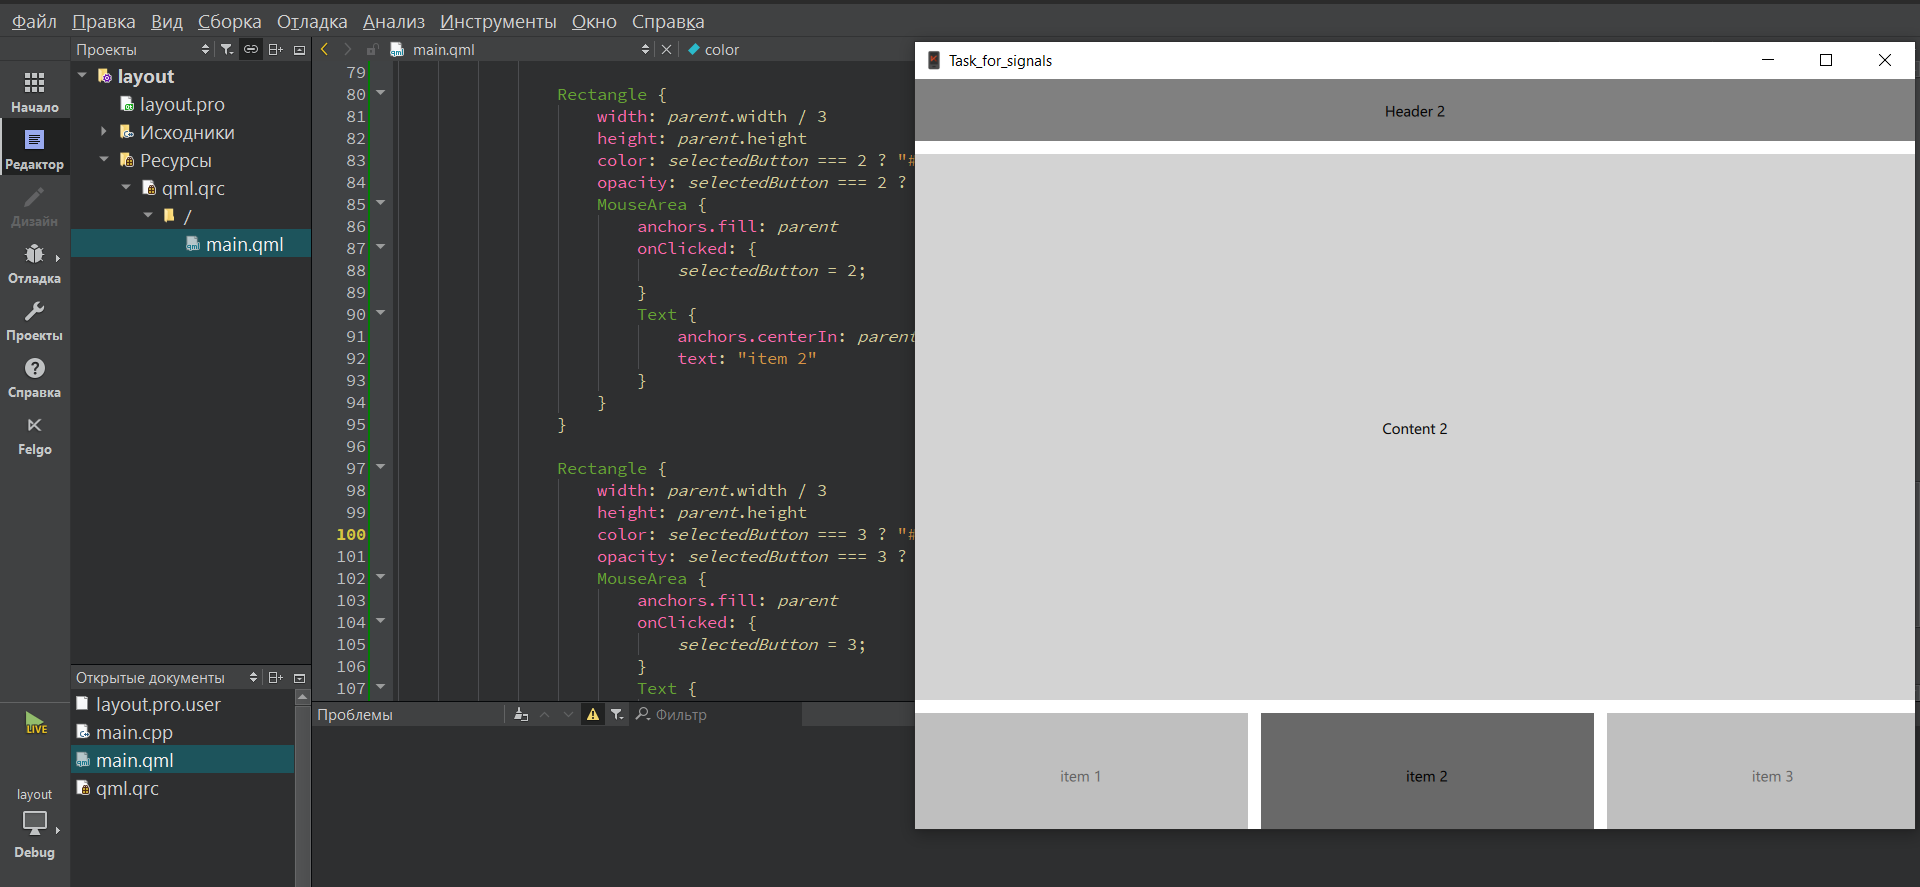 Файл Правка Вид Сборка Отладка Анализ Инструменты Окно Справка
Проекты
main.qml
color
Начало
Редактор
Дизайн
Отладка
Проекты
Справка
Felgo
LIVE
layout
Debug
layout
layout.pro
Исходники
Ресурсы
qml.qrc
/
main.qml
Открытые документы
layout.pro.user
main.cpp
main.qml
qml.qrc
79
80 Rectangle {
81 width: parent.width / 3
82 height: parent.height
83 color: selectedButton === 2 ? "#
84 opacity: selectedButton === 2 ?
85 MouseArea {
86 anchors.fill: parent
87 onClicked: {
88 selectedButton = 2;
89 }
90 Text {
91 anchors.centerIn: parent
92 text: "item 2"
93 }
94 }
95 }
96
97 Rectangle {
98 width: parent.width / 3
99 height: parent.height
100 color: selectedButton === 3 ? "#
101 opacity: selectedButton === 3 ?
102 MouseArea {
103 anchors.fill: parent
104 onClicked: {
105 selectedButton = 3;
106 }
107 Text {
Проблемы
Фильтр
Task_for_signals
Header 2
Content 2
item 1
item 2
item 3